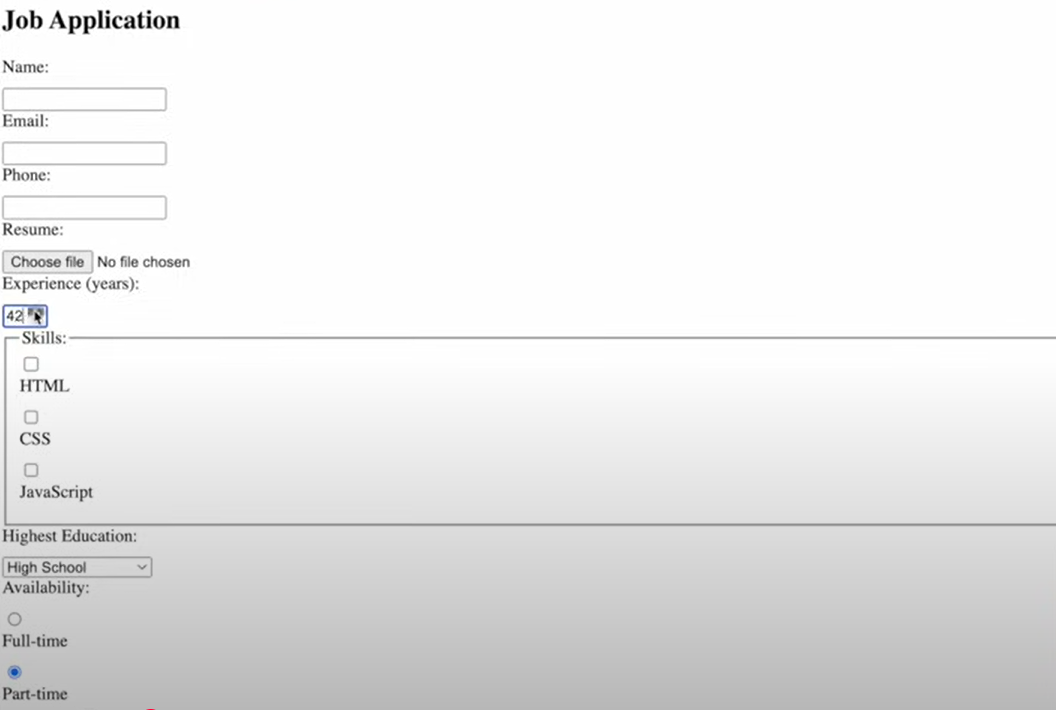 Job Application
Name:
Email:
Phone:
Resume:
Choose file No file chosen
Experience (years):
42
Skills:
HTML
CSS
JavaScript
Highest Education:
High School
Availability:
Full-time
Part-time